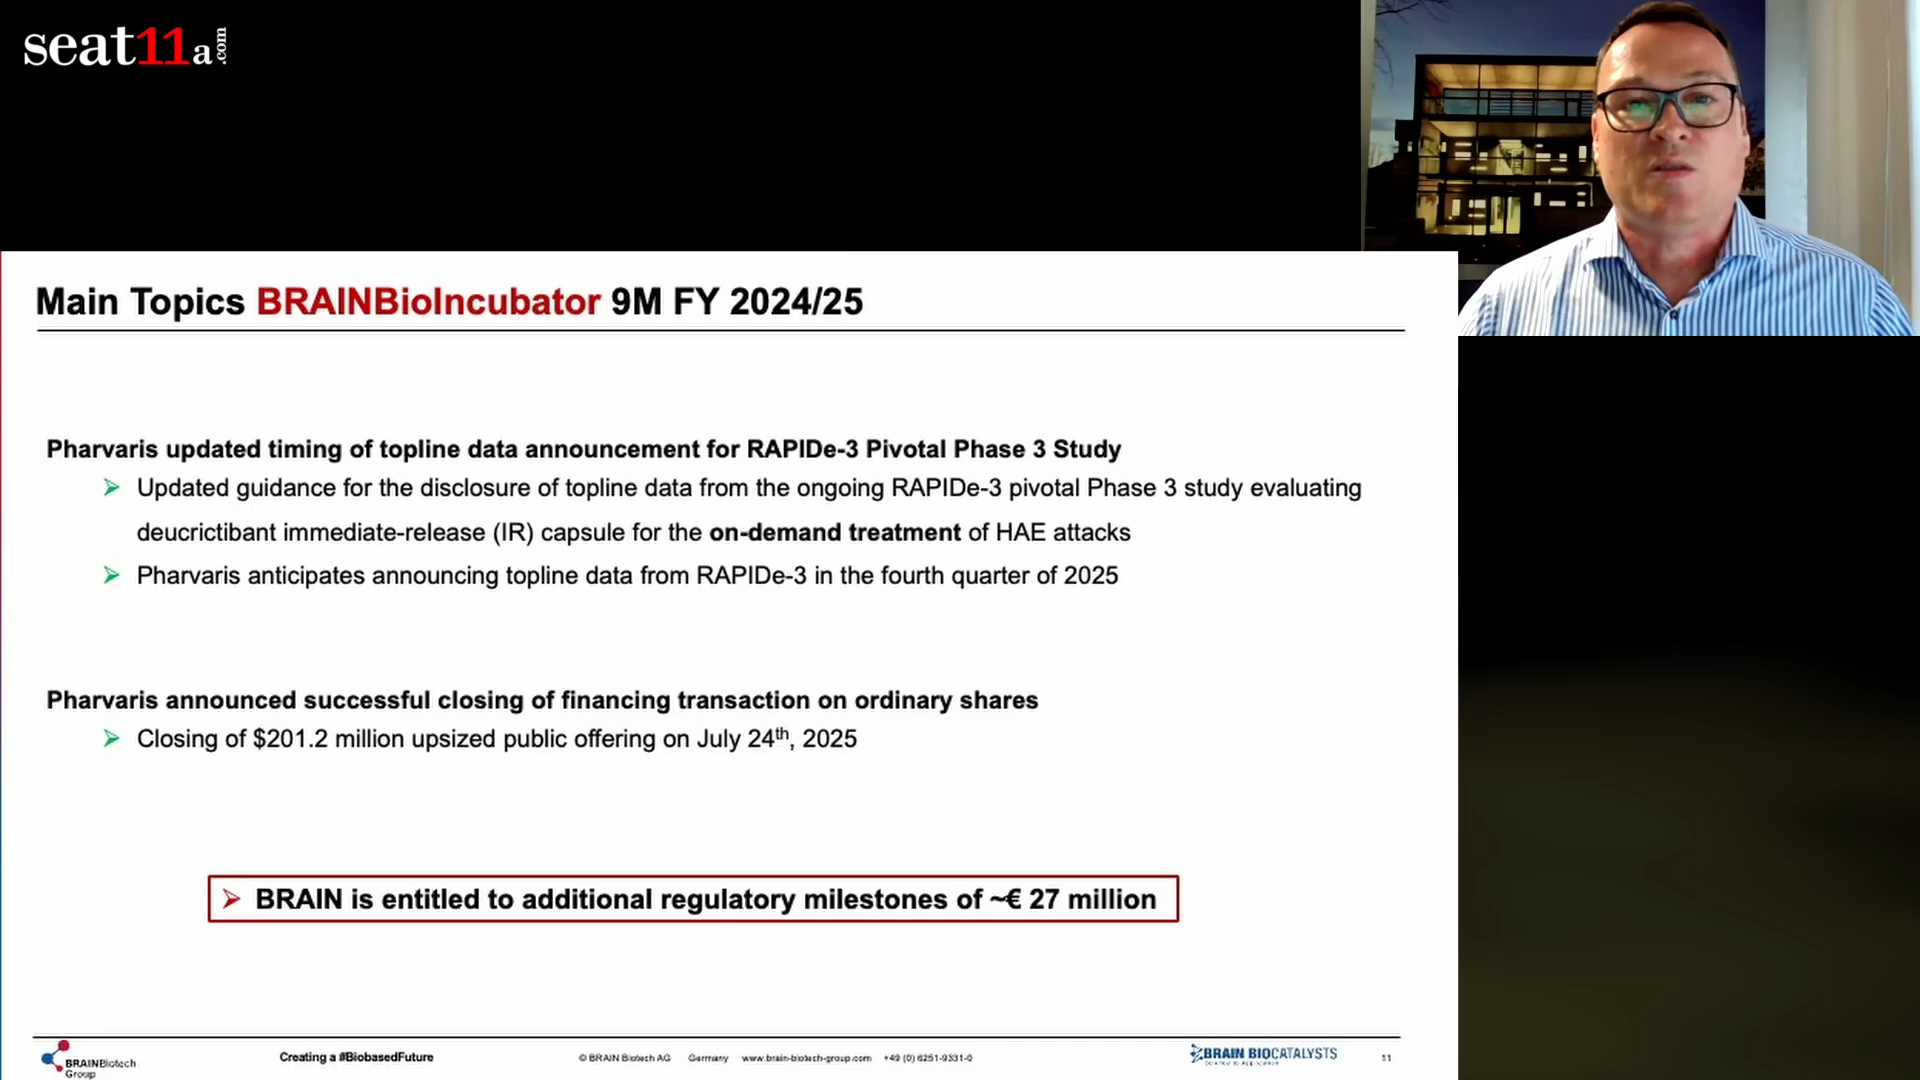 seat11a.com
Main Topics BRAINBioIncubator 9M FY 2024/25
Pharvaris updated timing of topline data announcement for RAPIDe-3 Pivotal Phase 3 Study
➢ Updated guidance for the disclosure of topline data from the ongoing RAPIDe-3 pivotal Phase 3 study evaluating
deucrictibant immediate-release (IR) capsule for the on-demand treatment of HAE attacks
➢ Pharvaris anticipates announcing topline data from RAPIDe-3 in the fourth quarter of 2025
Pharvaris announced successful closing of financing transaction on ordinary shares
➢ Closing of $201.2 million upsized public offering on July 24th, 2025
➢ BRAIN is entitled to additional regulatory milestones of ~€ 27 million
BRAINBiotech
Group
Creating a #BiobasedFuture
© BRAIN Biotech AG Germany www.brain-biotech-group.com +49 (0) 6251-9331-0
BRAIN BIOCATALYSTS
11